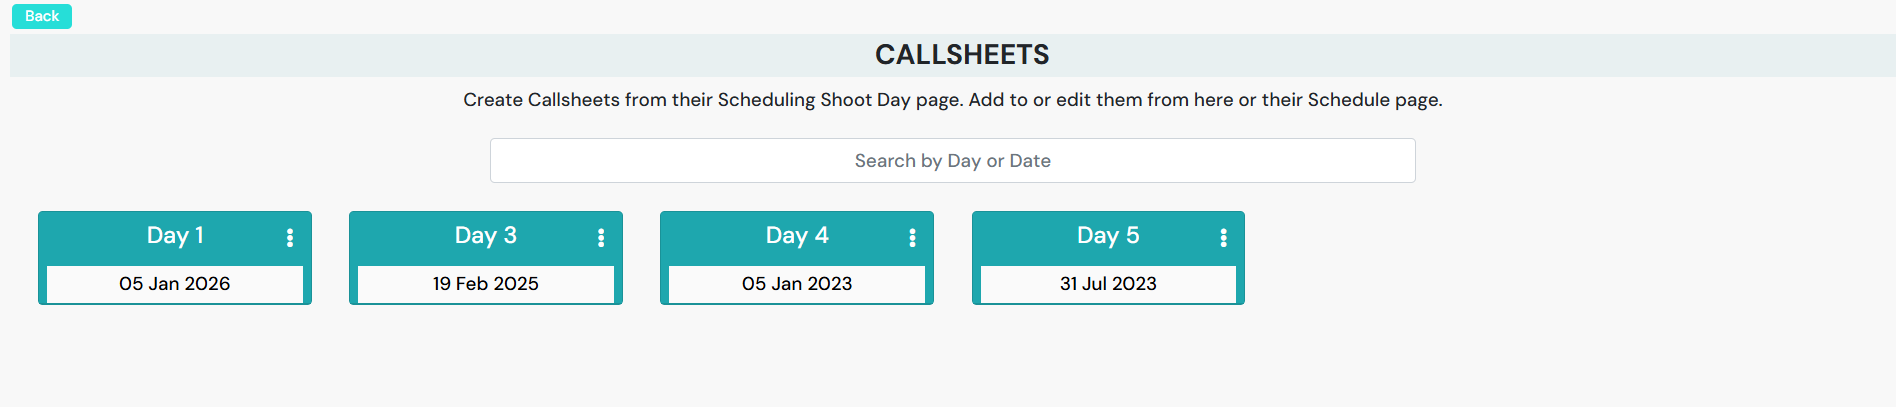 Back
CALLSHEETS
Create Callsheets from their Scheduling Shoot Day page. Add to or edit them from here or their Schedule page.
Search by Day or Date
Day 1
05 Jan 2026
Day 3
19 Feb 2025
Day 4
05 Jan 2023
Day 5
31 Jul 2023